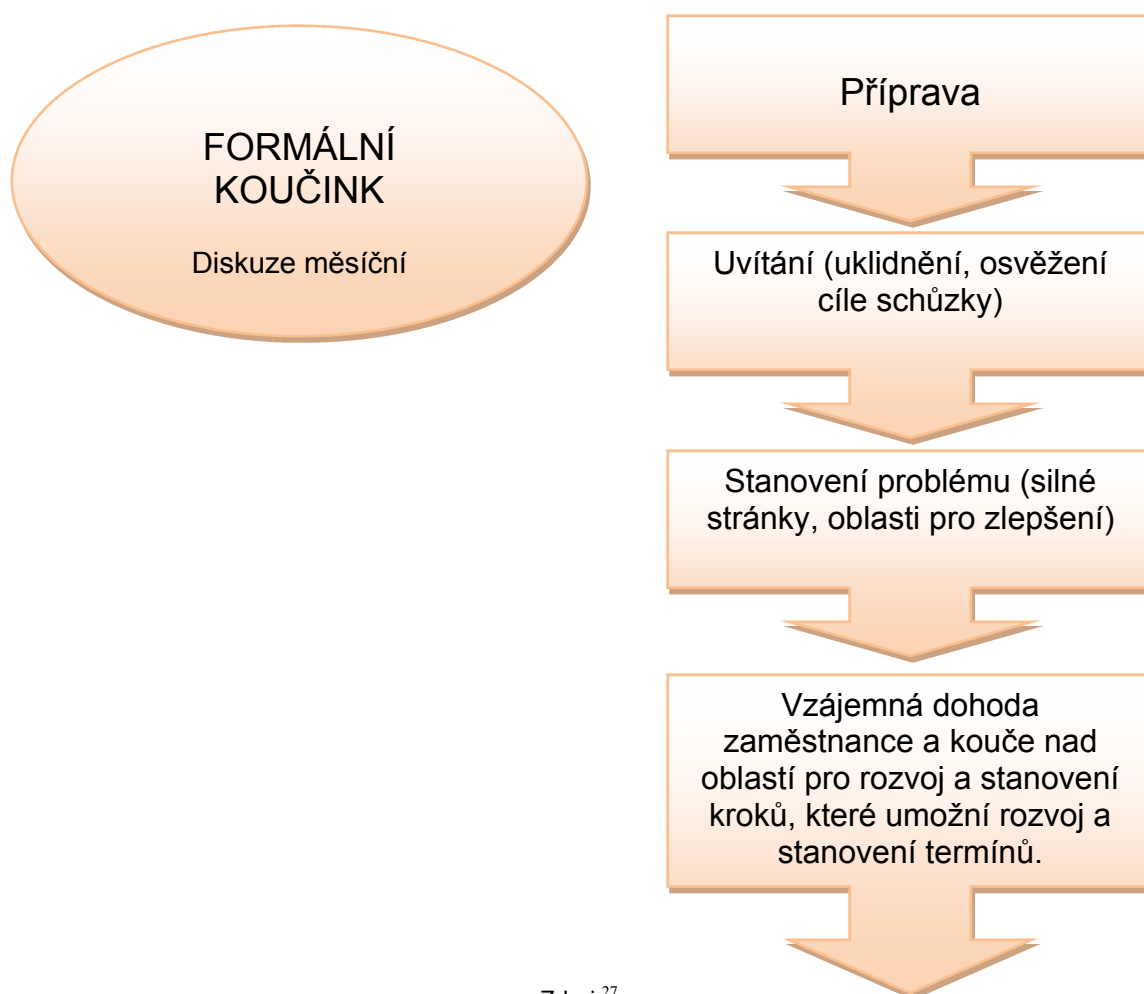 FORMÁLNÍ
KOUČINK
Diskuze měsíční
Příprava
Uvítání (uklidnění, osvěžení
cíle schůzky)
Stanovení problému (silné
stránky, oblasti pro zlepšení)
Vzájemná dohoda
zaměstnance a kouče nad
oblastí pro rozvoj a stanovení
kroků, které umožní rozvoj a
stanovení termínů.
27